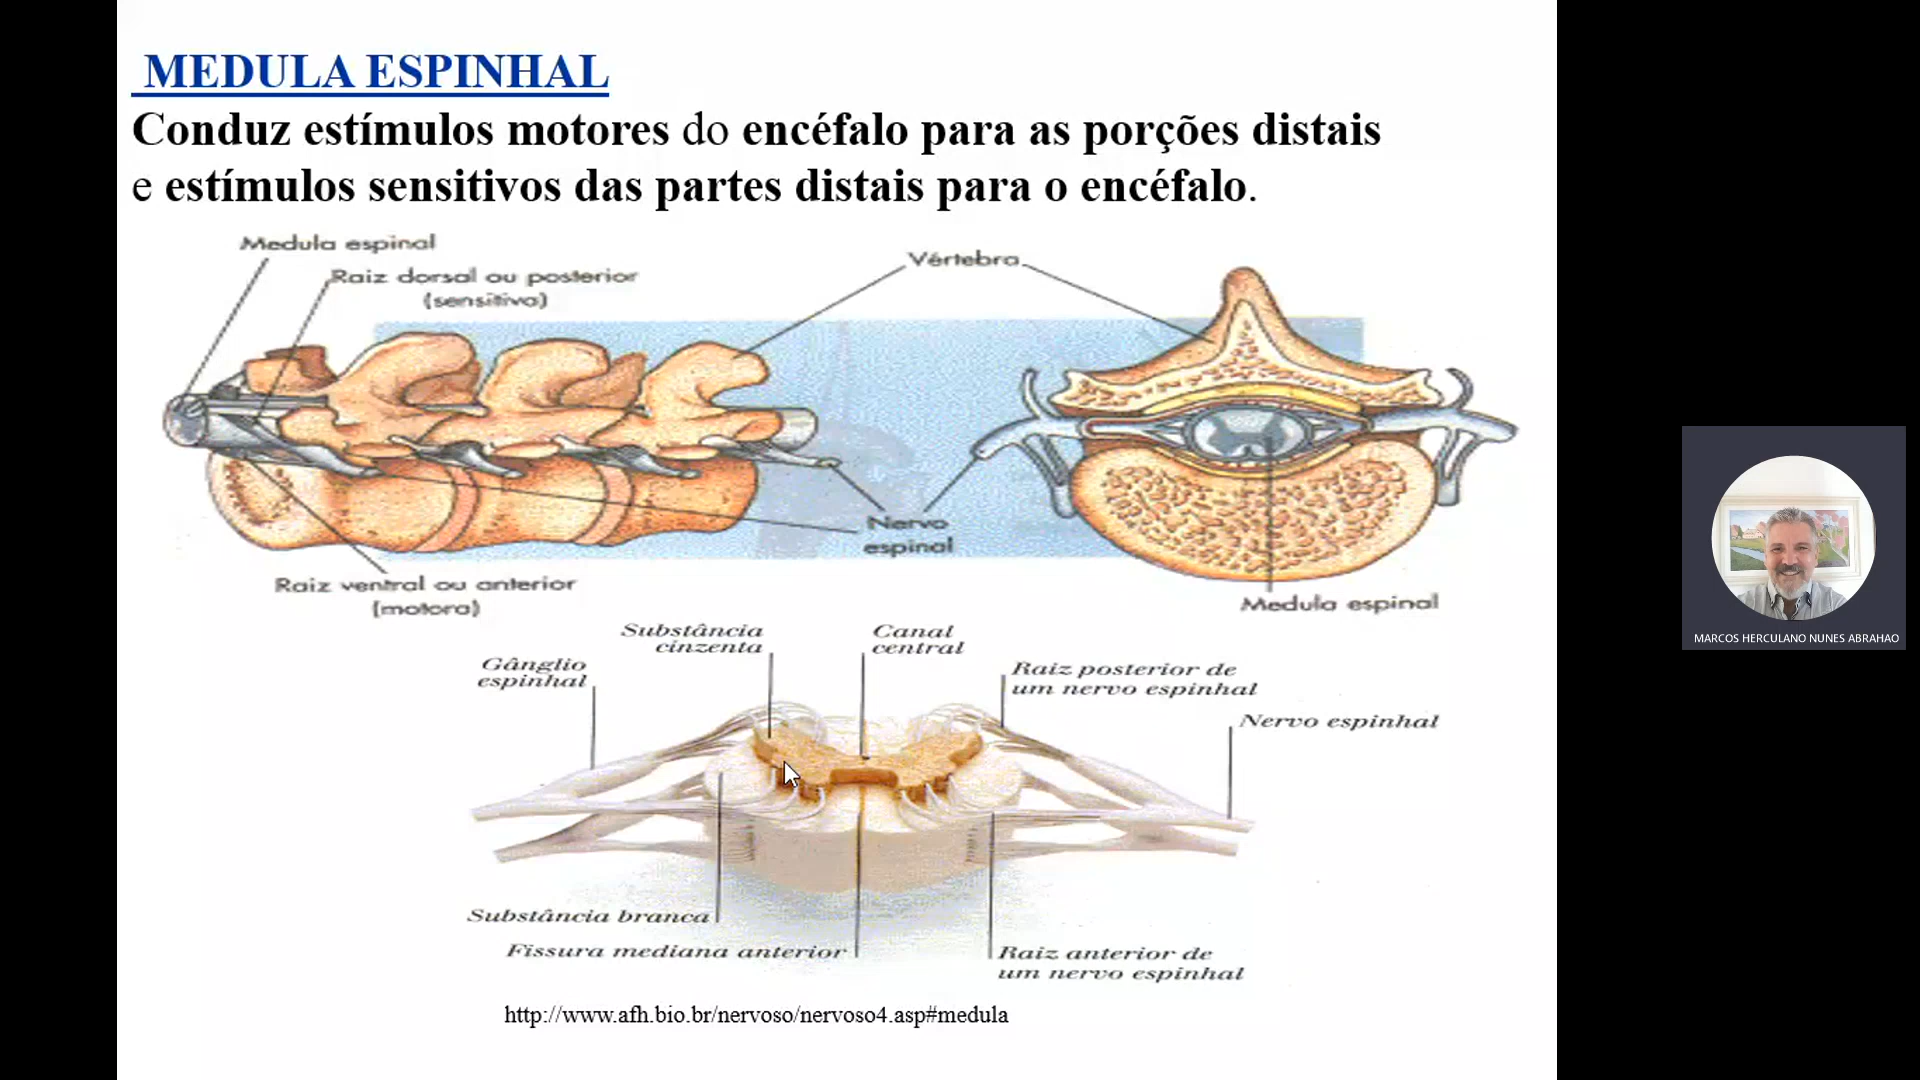 MEDULA ESPINHAL
Conduz estímulos motores do encéfalo para as porções distais
e estímulos sensitivos das partes distais para o encéfalo.
Medula espinal
Raiz dorsal ou posterior
(sensitiva)
Vértebra
Nervo
espinal
Raiz ventral ou anterior
(motora)
Medula espinal
Substância
cinzenta
Canal
central
Gânglio
espinhal
Raiz posterior de
um nervo espinhal
Nervo espinhal
Substância branca
Fissura mediana anterior
Raiz anterior de
um nervo espinhal
http://www.afh.bio.br/nervoso/nervoso4.asp#medula
MARCOS HERCULANO NUNES ABRAHAO